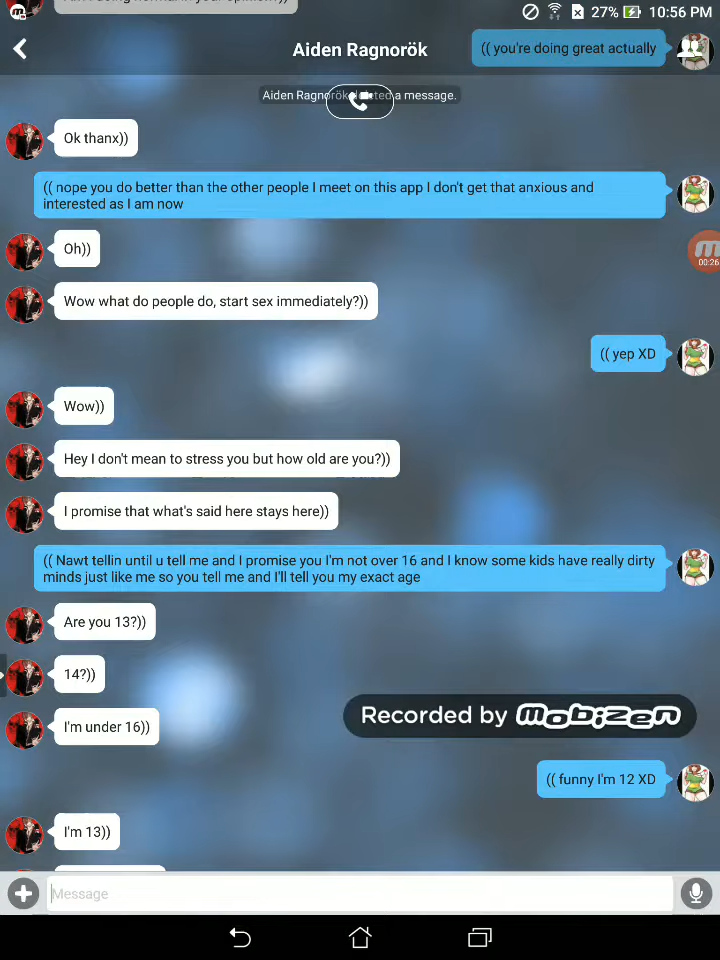 27% 10:56 PM
Aiden Ragnorök
(( you're doing great actually
Aiden Ragnorök deleted a message.
Ok thanx))
(( nope you do better than the other people I meet on this app I don't get that anxious and
interested as I am now
Oh))
00:26
Wow what do people do, start sex immediately?))
(( yep XD
Wow))
Hey I don't mean to stress you but how old are you?))
I promise that what's said here stays here))
(( Nawt tellin until u tell me and I promise you I'm not over 16 and I know some kids have really dirty
minds just like me so you tell me and I'll tell you my exact age
Are you 13?))
14?))
Recorded by mobizen
I'm under 16))
(( funny I'm 12 XD
I'm 13))
Message